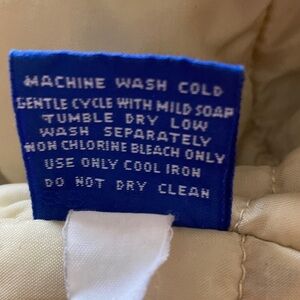 MACHINE WASH COLD
GENTLE CYCLE WITH MILD SOAP
TUMBLE DRY LOW
WASH SEPARATELY
NON CHLORINE BLEACH ONLY
USE ONLY COOL IRON
DO NOT DRY CLEAN